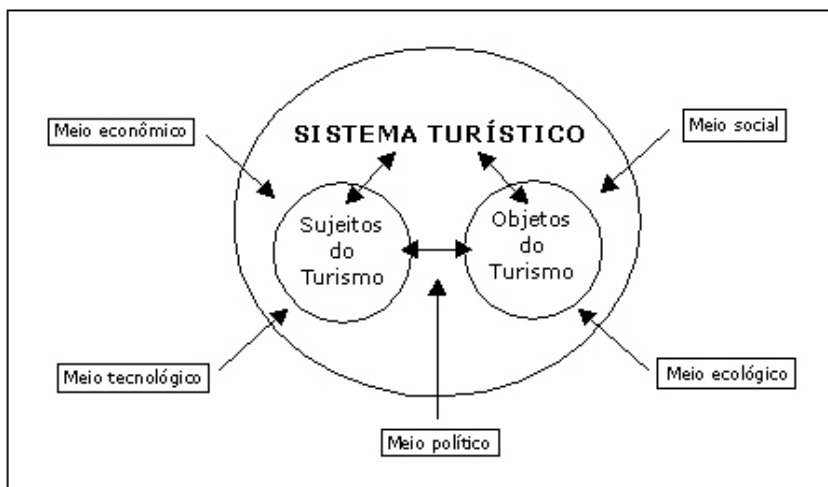 SISTEMA TURÍSTICO
Meio econômico
Meio social
Sujeitos
do
Turismo
Objetos
do
Turismo
Meio tecnológico
Meio ecológico
Meio político